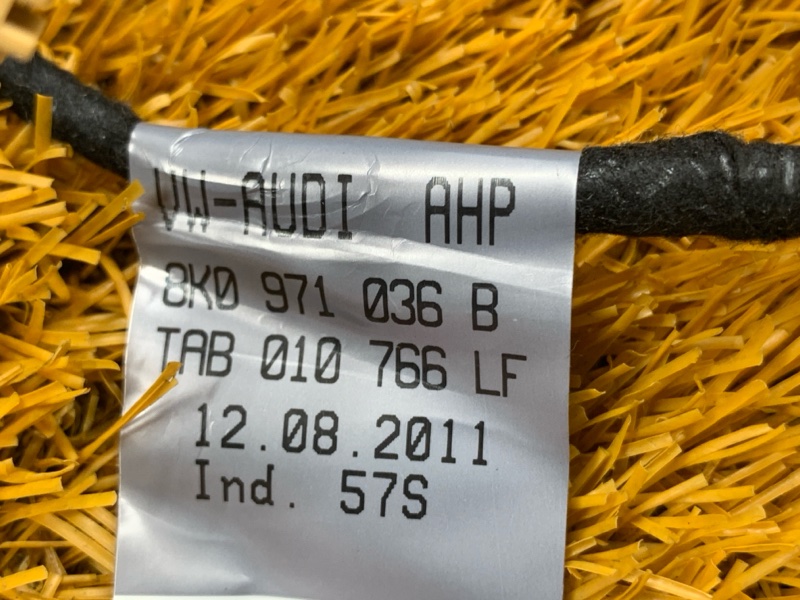 VW-AUDI AHP
8K0 971 036 B
TAB 010 766 LF
12.08.2011
Ind. 57S